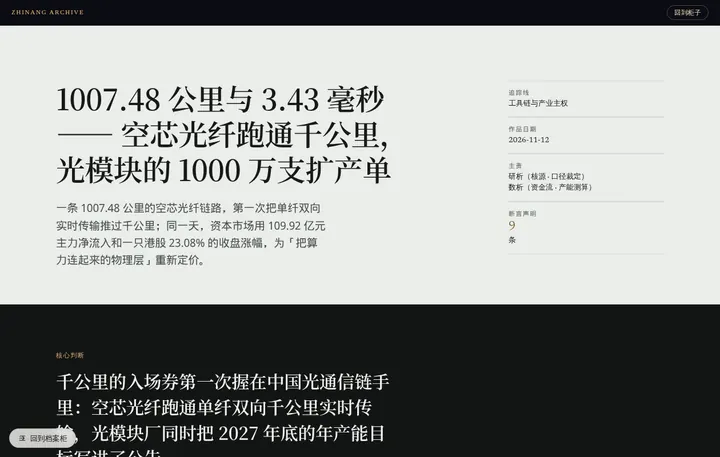 ZHINANG ARCHIVE
回到柜子
1007.48 公里与 3.43 毫秒
—— 空芯光纤跑通千公里,
光模块的 1000 万支扩产单
一条 1007.48 公里的空芯光纤链路，第一次把单纤双向
实时传输推过千公里；同一天，资本市场用 109.92 亿元
主力净流入和一只港股 23.08% 的收盘涨幅，为「把算
力连起来的物理层」重新定价。
追踪线
工具链与产业主权
作品日期
2026-11-12
主责
研析（核源 · 口径裁定）
数析（资金流 · 产能测算）
断言声明
9
条
核心判断
千公里的入场券第一次握在中国光通信链手
里：空芯光纤跑通单纤双向千公里实时传
，光模块厂同时把 2027 年底的年产能目
标写进了公告
回到档案柜